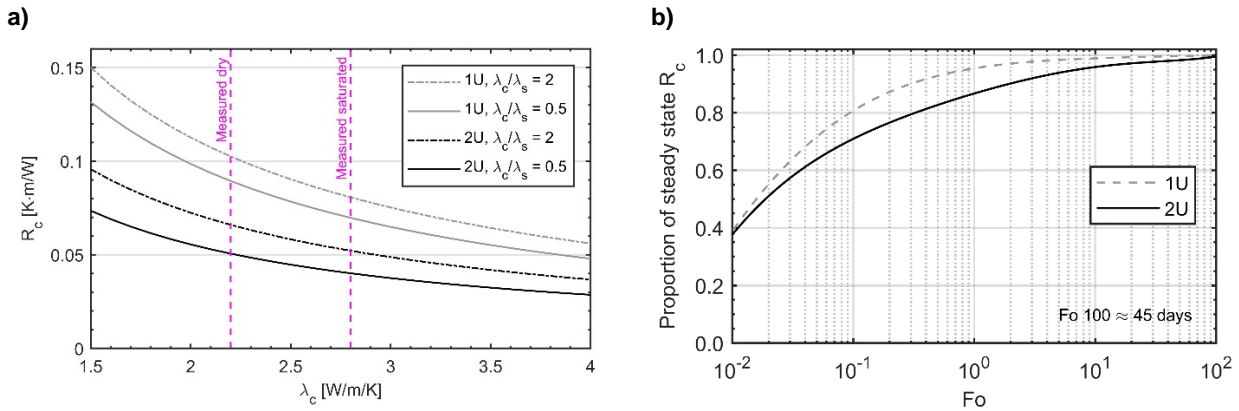 a)
R_c [K·m/W]
0.15
0.1
0.05
0
1.5
2
2.5
3
3.5
4
λ_c [W/m/K]
Measured dry
Measured saturated
1U, λ_c/λ_s = 2
1U, λ_c/λ_s = 0.5
2U, λ_c/λ_s = 2
2U, λ_c/λ_s = 0.5
b)
Proportion of steady state R_c
1.0
0.8
0.6
0.4
0.2
0.0
10^-2
10^-1
10^0
10^1
10^2
Fo
1U
2U
Fo 100 ≈ 45 days